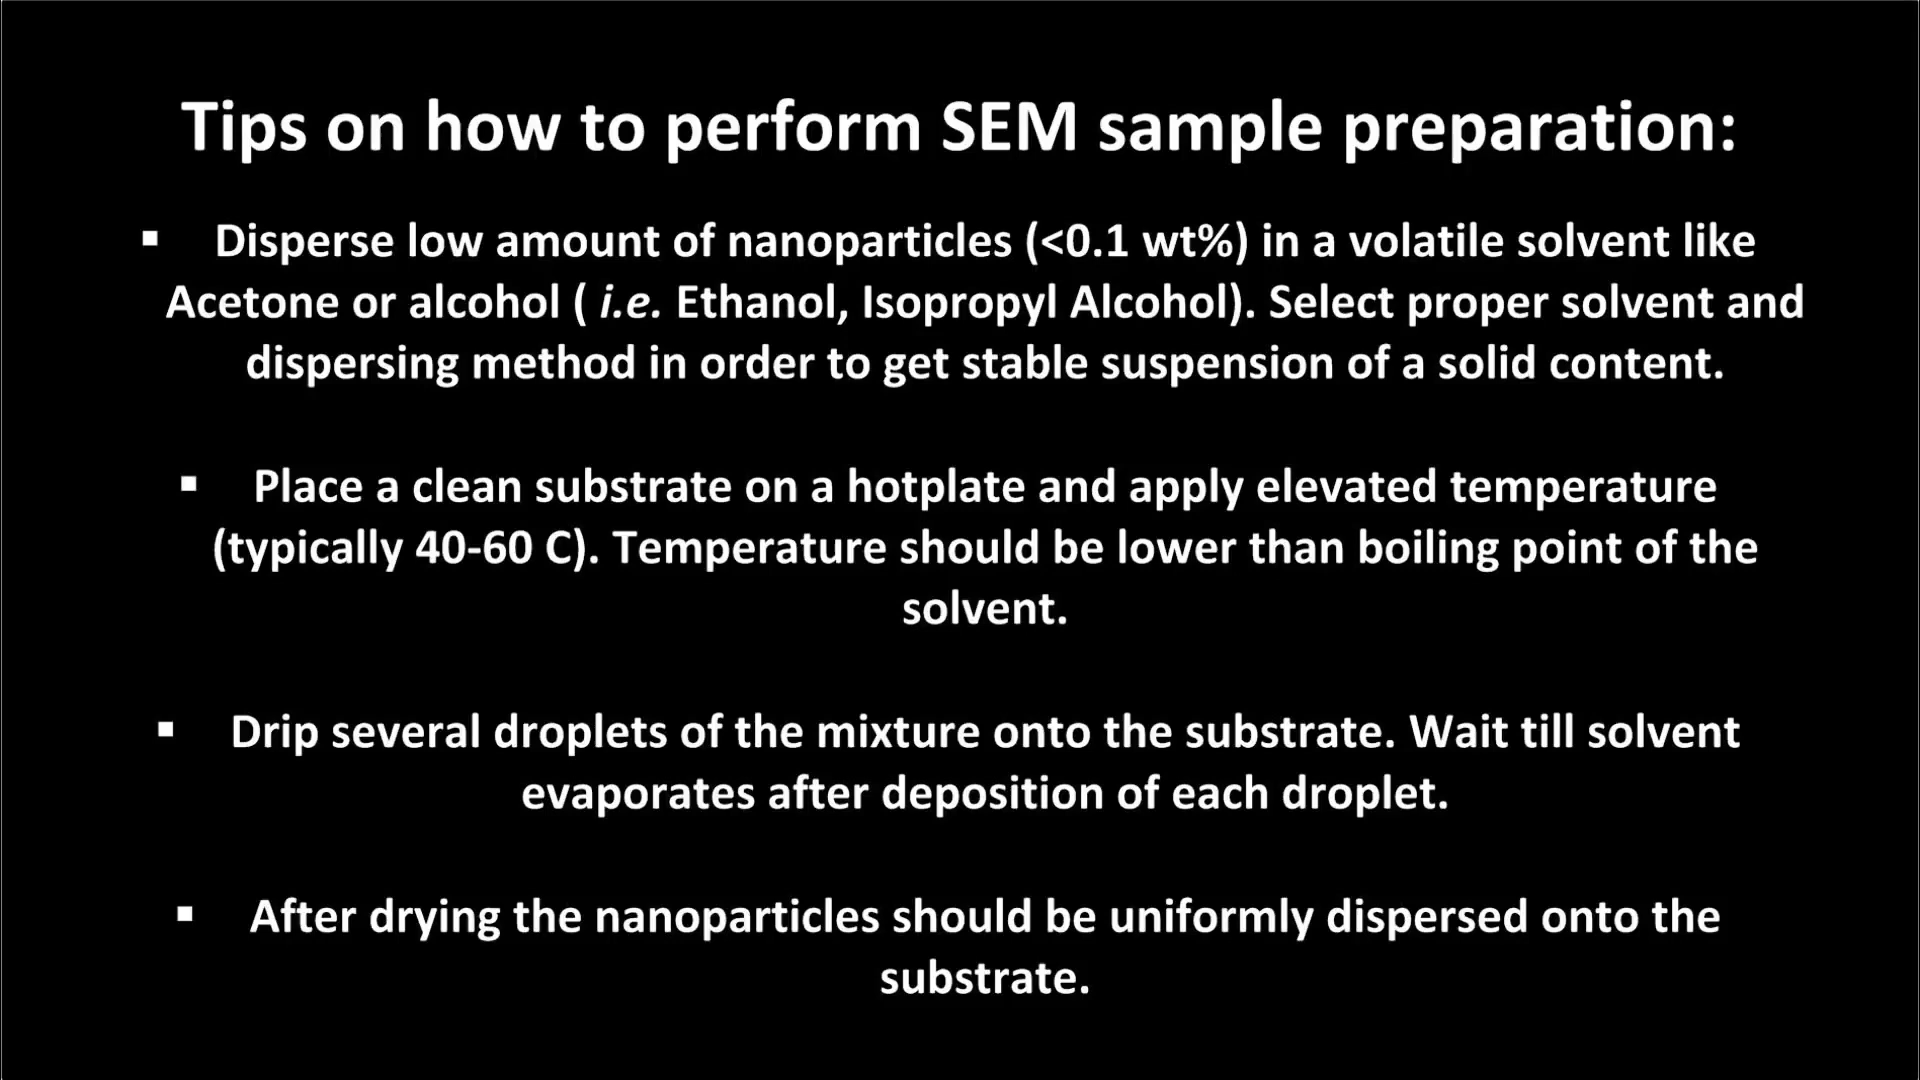 Tips on how to perform SEM sample preparation:
▪ Disperse low amount of nanoparticles (<0.1 wt%) in a volatile solvent like
Acetone or alcohol ( i.e. Ethanol, Isopropyl Alcohol). Select proper solvent and
dispersing method in order to get stable suspension of a solid content.
▪ Place a clean substrate on a hotplate and apply elevated temperature
(typically 40-60 C). Temperature should be lower than boiling point of the
solvent.
▪ Drip several droplets of the mixture onto the substrate. Wait till solvent
evaporates after deposition of each droplet.
▪ After drying the nanoparticles should be uniformly dispersed onto the
substrate.